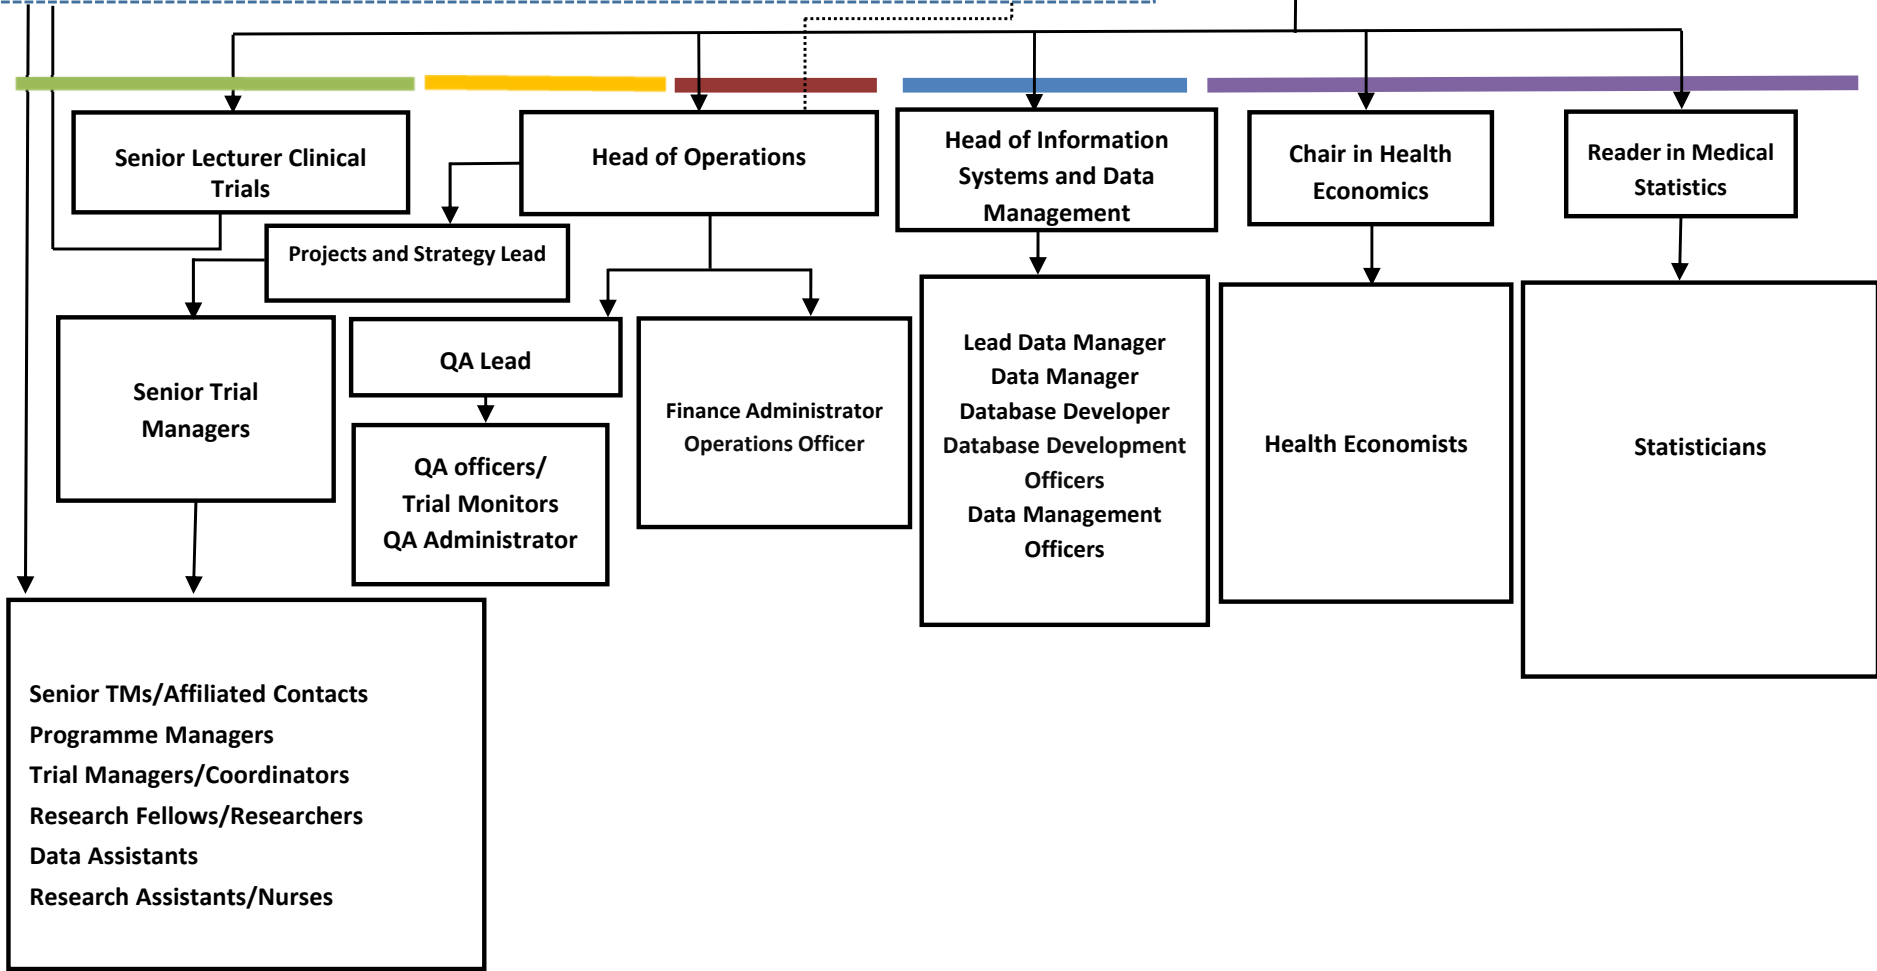 Senior Lecturer Clinical
Trials
Head of Operations
Head of Information
Systems and Data
Management
Chair in Health
Economics
Reader in Medical
Statistics
Projects and Strategy Lead
Senior Trial
Managers
QA Lead
QA officers/
Trial Monitors
QA Administrator
Finance Administrator
Operations Officer
Lead Data Manager
Data Manager
Database Developer
Database Development
Officers
Data Management
Officers
Health Economists
Statisticians
Senior TMs/Affiliated Contacts
Programme Managers
Trial Managers/Coordinators
Research Fellows/Researchers
Data Assistants
Research Assistants/Nurses